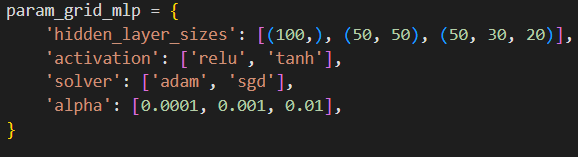 param_grid_mlp = {
    'hidden_layer_sizes': [(100,), (50, 50), (50, 30, 20)],
    'activation': ['relu', 'tanh'],
    'solver': ['adam', 'sgd'],
    'alpha': [0.0001, 0.001, 0.01],
}